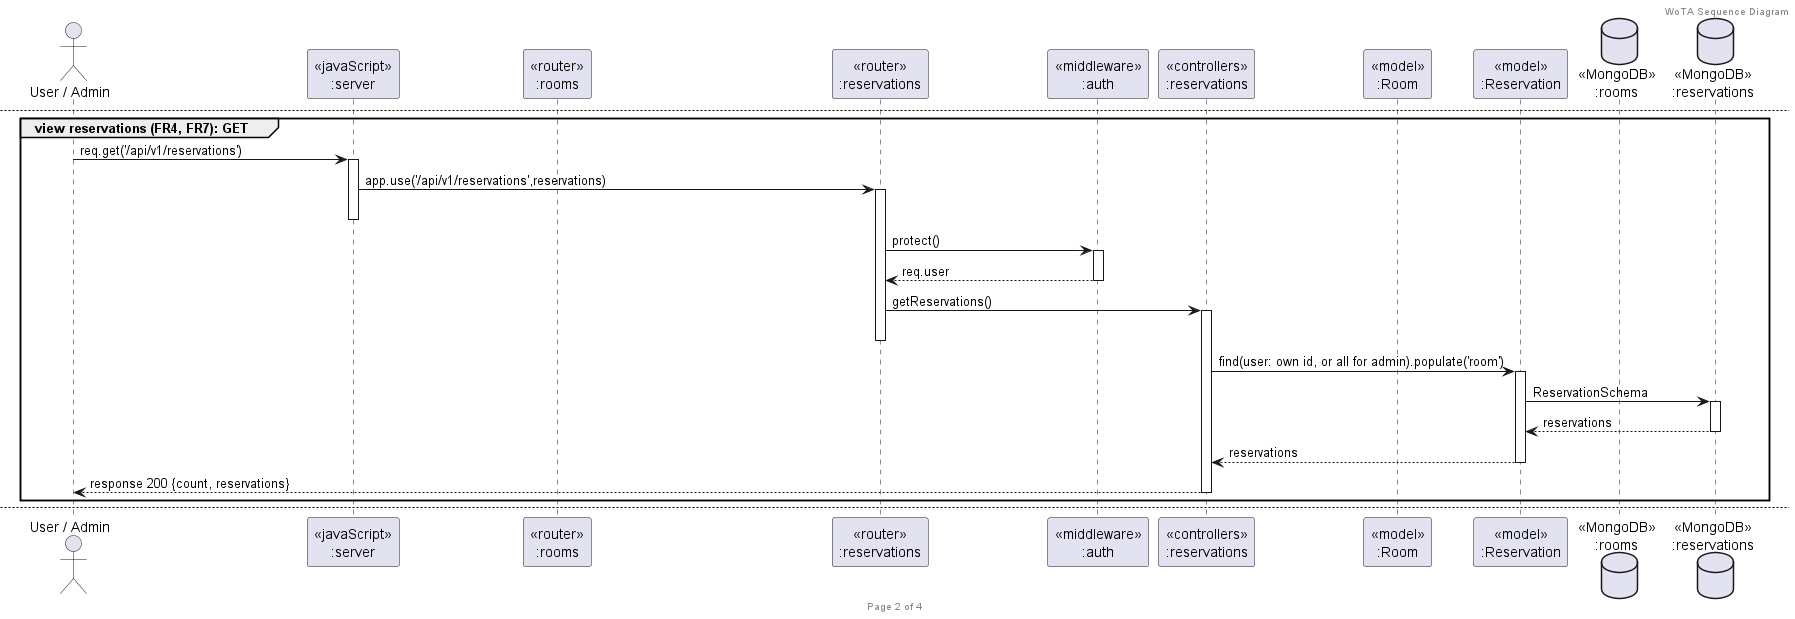 WoTA Sequence Diagram
User / Admin
«javaScript»
:server
«router»
:rooms
«router»
:reservations
«middleware»
:auth
«controllers»
:reservations
«model»
:Room
«model»
:Reservation
«MongoDB»
:rooms
«MongoDB»
:reservations
view reservations (FR4, FR7): GET
req.get('/api/v1/reservations')
app.use('/api/v1/reservations',reservations)
protect()
req.user
getReservations()
find(user: own id, or all for admin).populate('room')
ReservationSchema
reservations
reservations
response 200 {count, reservations}
User / Admin
«javaScript»
:server
«router»
:rooms
«router»
:reservations
«middleware»
:auth
«controllers»
:reservations
«model»
:Room
«model»
:Reservation
«MongoDB»
:rooms
«MongoDB»
:reservations
Page 2 of 4